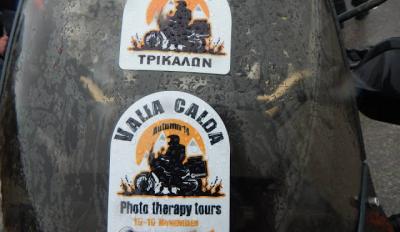 ΤΡΙΚΑΛΩΝ
VALIA CALDA
Autumn'14
Photo therapy tours